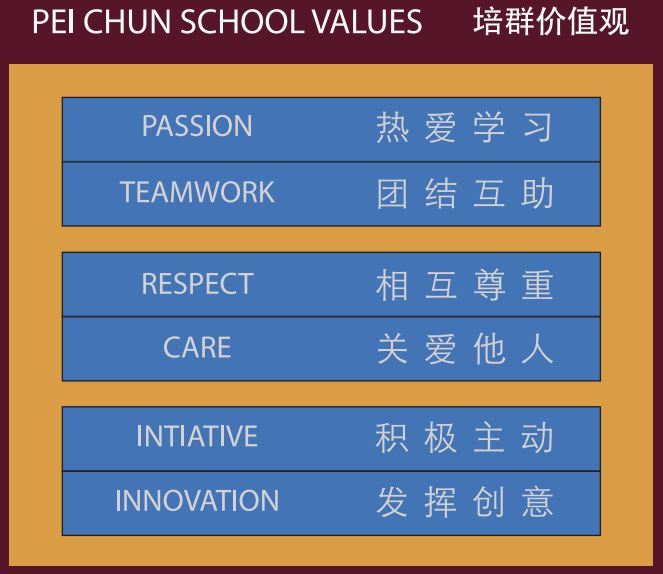 PEI CHUN SCHOOL VALUES 培群价值观
PASSION 热爱学习
TEAMWORK 团结互助
RESPECT 相互尊重
CARE 关爱他人
INTIATIVE 积极主动
INNOVATION 发挥创意